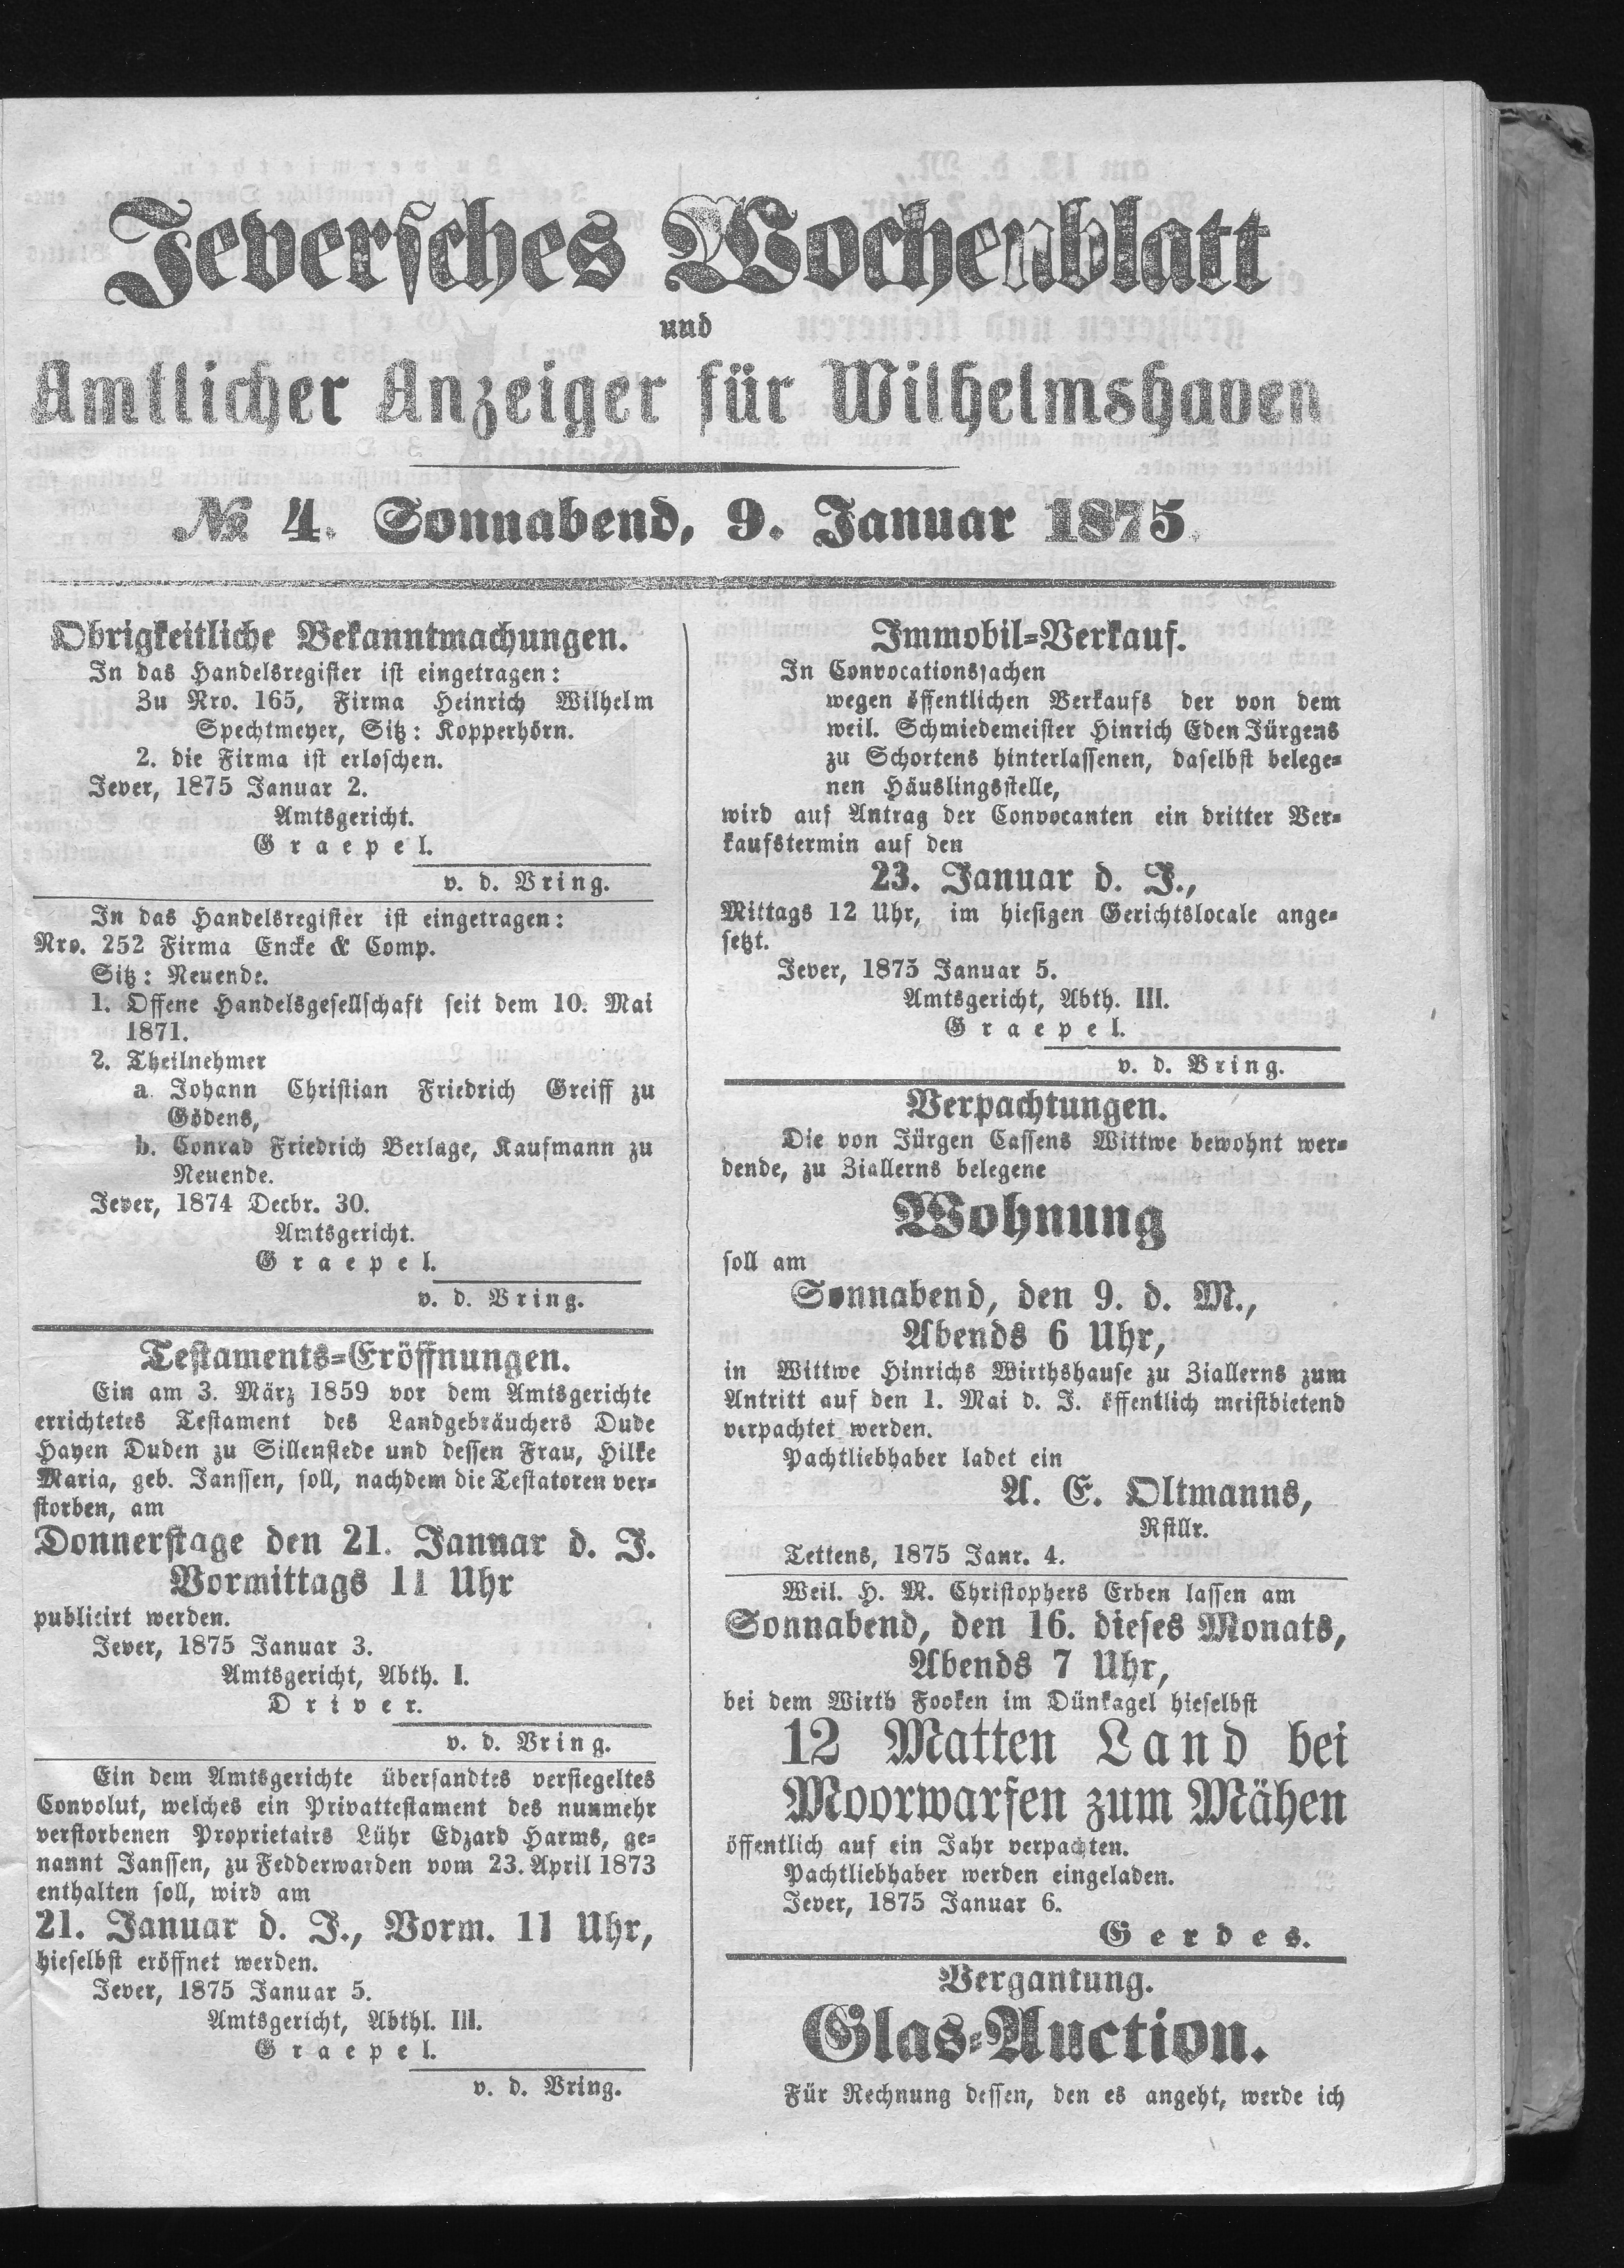 Jeversches Wochenblatt
und
Amtlicher Anzeiger für Wilhelmshaven
№ 4. Sonnabend, 9. Januar 1875.
Obrigkeitliche Bekanntmachungen.
In das Handelsregister ist eingetragen:
Zu Nro. 165, Firma Heinrich Wilhelm
Spechtmeyer, Sitz: Kopperhörn.
2. die Firma ist erloschen.
Jever, 1875 Januar 2.
Amtsgericht.
Graepel.
v. d. Vring.
In das Handelsregister ist eingetragen:
Nro. 252 Firma Encke & Comp.
Sitz: Neuende.
1. Offene Handelsgesellschaft seit dem 10. Mai
1871.
2. Theilnehmer
a. Johann Christian Friedrich Greiff zu
Gödens,
b. Conrad Friedrich Berlage, Kaufmann zu
Neuende.
Jever, 1874 Decbr. 30.
Amtsgericht.
Graepel.
v. d. Vring.
Testaments-Eröffnungen.
Ein am 3. März 1859 vor dem Amtsgerichte
errichtetes Testament des Landgebräuchers Dude
Hayen Duden zu Sillenstede und dessen Frau, Hilke
Maria, geb. Janssen, soll, nachdem die Testatoren ver-
storben, am
Donnerstage den 21. Januar d. J.
Vormittags 11 Uhr
publicirt werden.
Jever, 1875 Januar 3.
Amtsgericht, Abth. I.
Driver.
v. d. Vring.
Ein dem Amtsgerichte übersandtes versiegeltes
Convolut, welches ein Privattestament des nunmehr
verstorbenen Proprietairs Lühr Edzard Harms, ge-
nannt Janssen, zu Fedderwarden vom 23. April 1873
enthalten soll, wird am
21. Januar d. J., Vorm. 11 Uhr,
hieselbst eröffnet werden.
Jever, 1875 Januar 5.
Amtsgericht, Abthl. III.
Graepel.
v. d. Vring.
Immobil-Verkauf.
In Convocationssachen
wegen öffentlichen Verkaufs der von dem
weil. Schmiedemeister Hinrich Eden Jürgens
zu Schortens hinterlassenen, daselbst belege-
nen Häuslingsstelle,
wird auf Antrag der Convocanten ein dritter Ver-
kaufstermin auf den
23. Januar d. J.,
Mittags 12 Uhr, im hiesigen Gerichtslocale ange-
setzt.
Jever, 1875 Januar 5.
Amtsgericht, Abth. III.
Graepel.
v. d. Vring.
Verpachtungen.
Die von Jürgen Cassens Wittwe bewohnt wer-
dende, zu Ziallerns belegene
Wohnung
soll am
Sonnabend, den 9. d. M.,
Abends 6 Uhr,
in Wittwe Hinrichs Wirthshause zu Ziallerns zum
Antritt auf den 1. Mai d. J. öffentlich meistbietend
verpachtet werden.
Pachtliebhaber ladet ein
A. E. Oltmanns,
Rstllr.
Tettens, 1875 Janr. 4.
Weil. H. M. Christophers Erben lassen am
Sonnabend, den 16. dieses Monats,
Abends 7 Uhr,
bei dem Wirth Fooken im Dünkagel hieselbst
12 Matten Land bei
Moorwarfen zum Mähen
öffentlich auf ein Jahr verpachten.
Pachtliebhaber werden eingeladen.
Jever, 1875 Januar 6.
Gerdes.
Vergantung.
Glas-Auction.
Für Rechnung dessen, den es angeht, werde ich